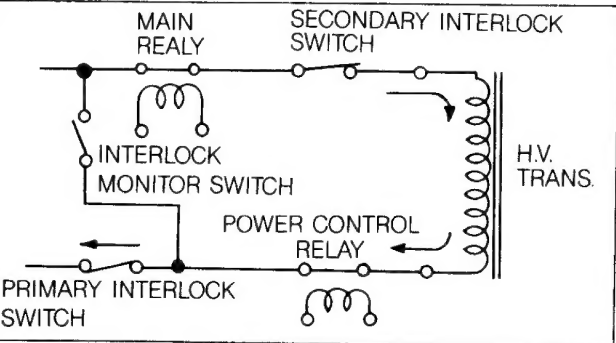 MAIN
REALY
SECONDARY INTERLOCK
SWITCH
INTERLOCK
MONITOR SWITCH
H.V.
TRANS.
POWER CONTROL
RELAY
PRIMARY INTERLOCK
SWITCH